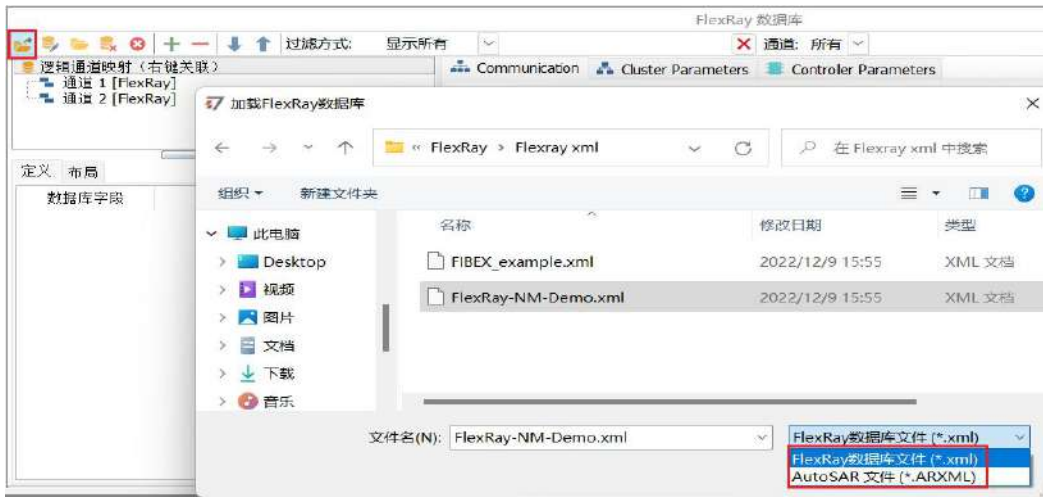 FlexRay 数据库
过滤方式: 显示所有 通道: 所有
逻辑通道映射（右键关联）
通道 1 [FlexRay]
通道 2 [FlexRay]
Communication Cluster Parameters Controler Parameters
加载FlexRay数据库
« FlexRay > Flexray xml
在 Flexray xml 中搜索
组织 新建文件夹
定义 布局
数据库字段
名称 修改日期 类型
此电脑
Desktop
视频
图片
文档
下载
音乐
FIBEX_example.xml 2022/12/9 15:55 XML 文档
FlexRay-NM-Demo.xml 2022/12/9 15:55 XML 文档
文件名(N): FlexRay-NM-Demo.xml
FlexRay数据库文件 (*.xml)
FlexRay数据库文件 (*.xml)
AutoSAR 文件 (*.ARXML)